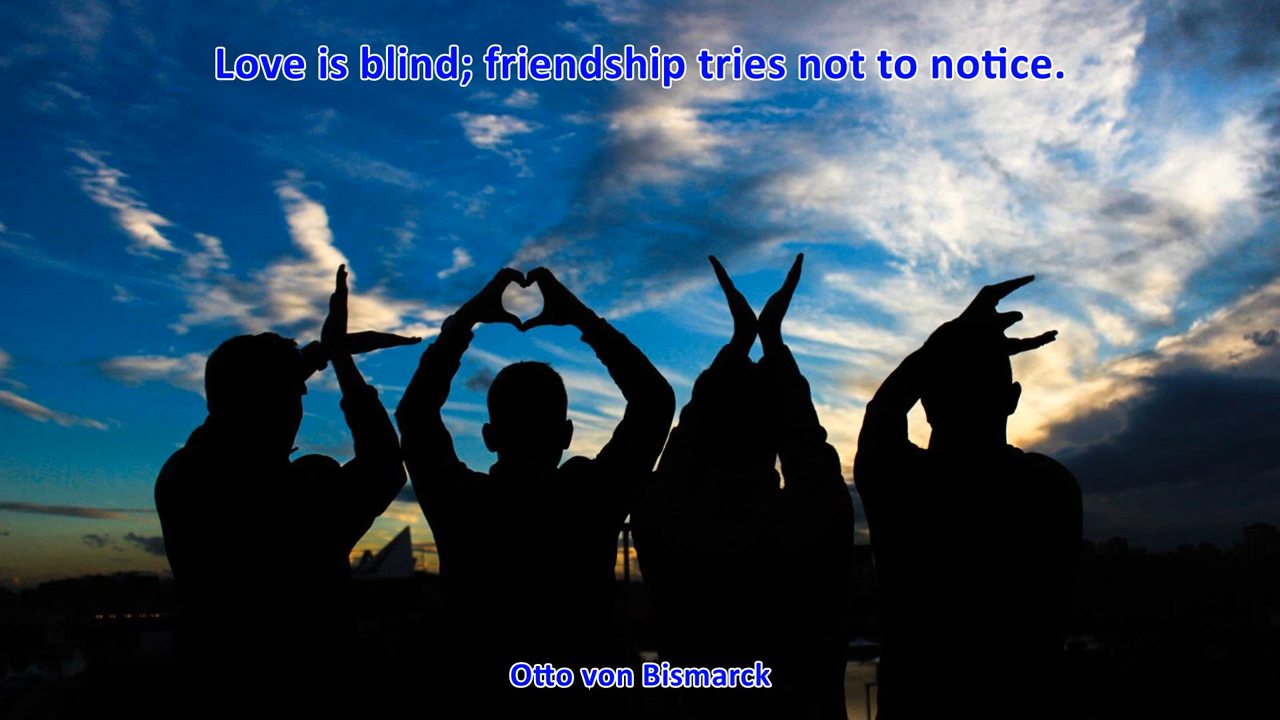 Love is blind; friendship tries not to notice.
Otto von Bismarck